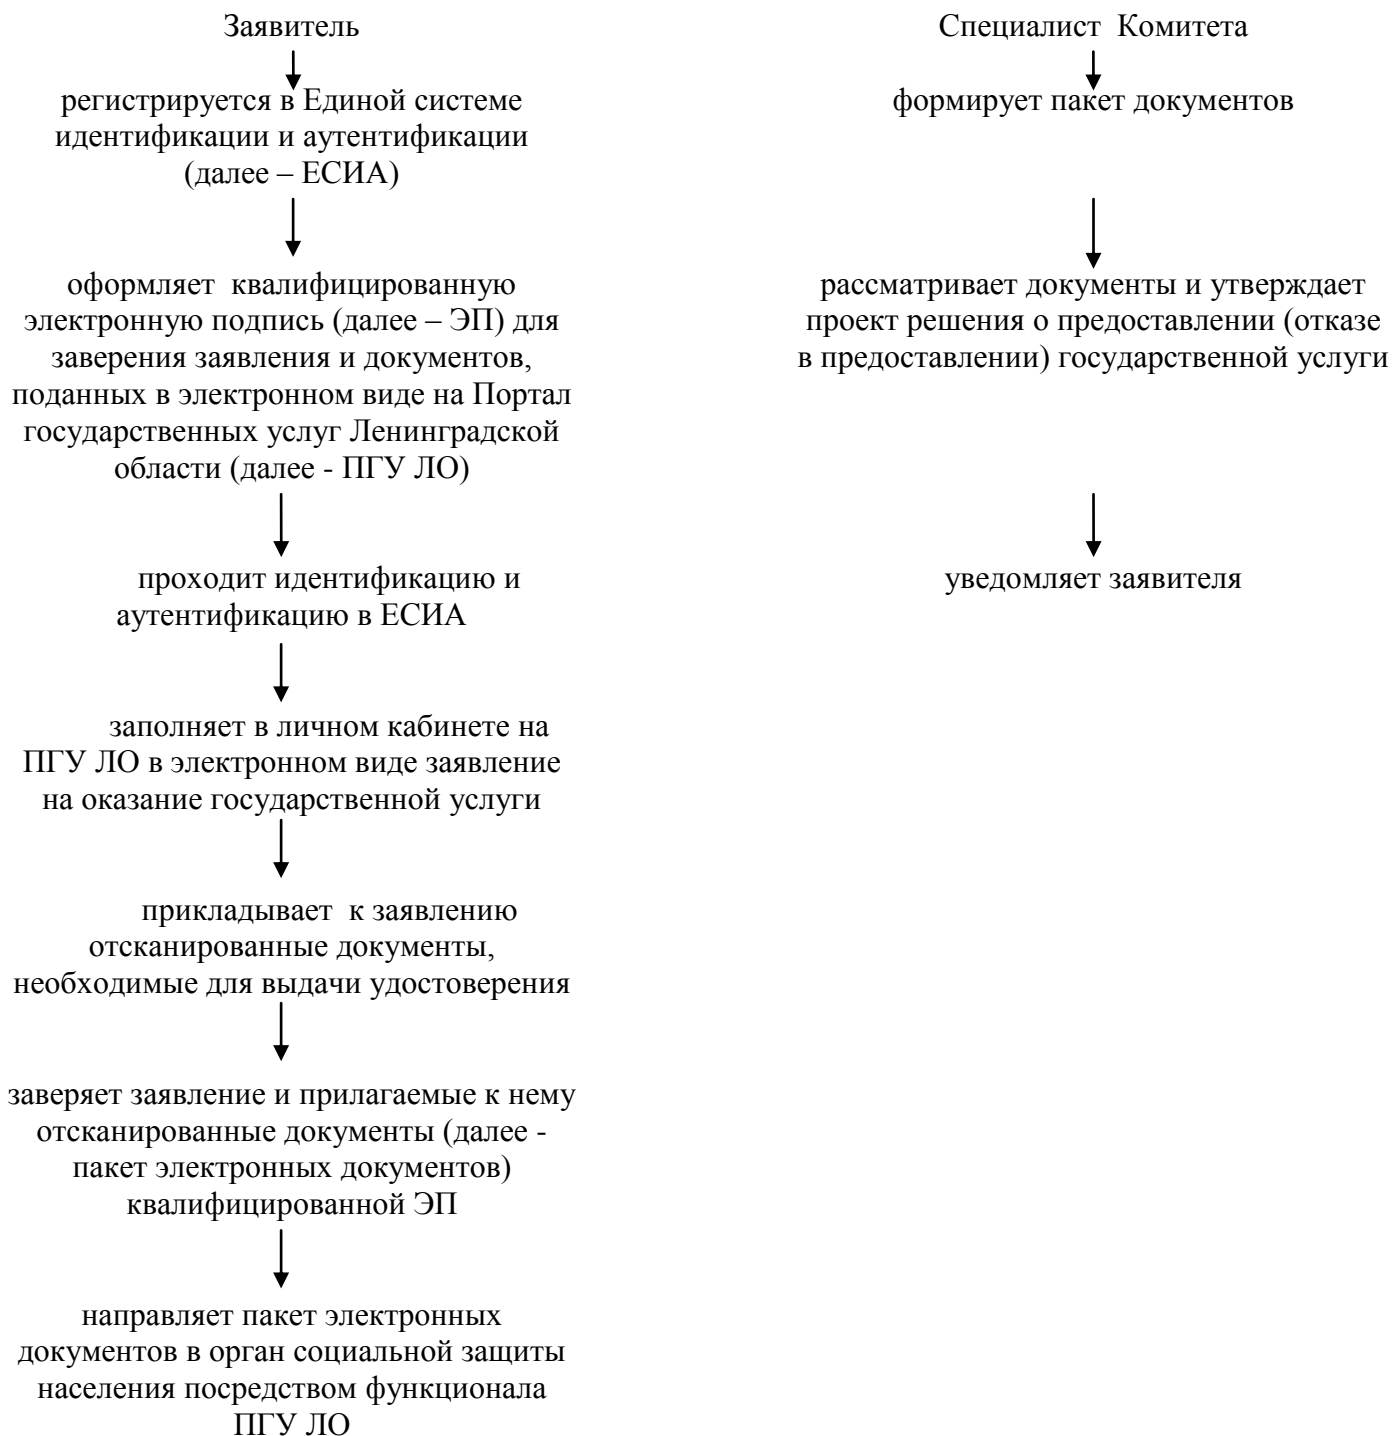 Заявитель
регистрируется в Единой системе
идентификации и аутентификации
(далее – ЕСИА)
оформляет квалифицированную
электронную подпись (далее – ЭП) для
заверения заявления и документов,
поданных в электронном виде на Портал
государственных услуг Ленинградской
области (далее - ПГУ ЛО)
проходит идентификацию и
аутентификацию в ЕСИА
заполняет в личном кабинете на
ПГУ ЛО в электронном виде заявление
на оказание государственной услуги
прикладывает к заявлению
отсканированные документы,
необходимые для выдачи удостоверения
заверяет заявление и прилагаемые к нему
отсканированные документы (далее -
пакет электронных документов)
квалифицированной ЭП
направляет пакет электронных
документов в орган социальной защиты
населения посредством функционала
ПГУ ЛО
Специалист Комитета
формирует пакет документов
рассматривает документы и утверждает
проект решения о предоставлении (отказе
в предоставлении) государственной услуги
уведомляет заявителя